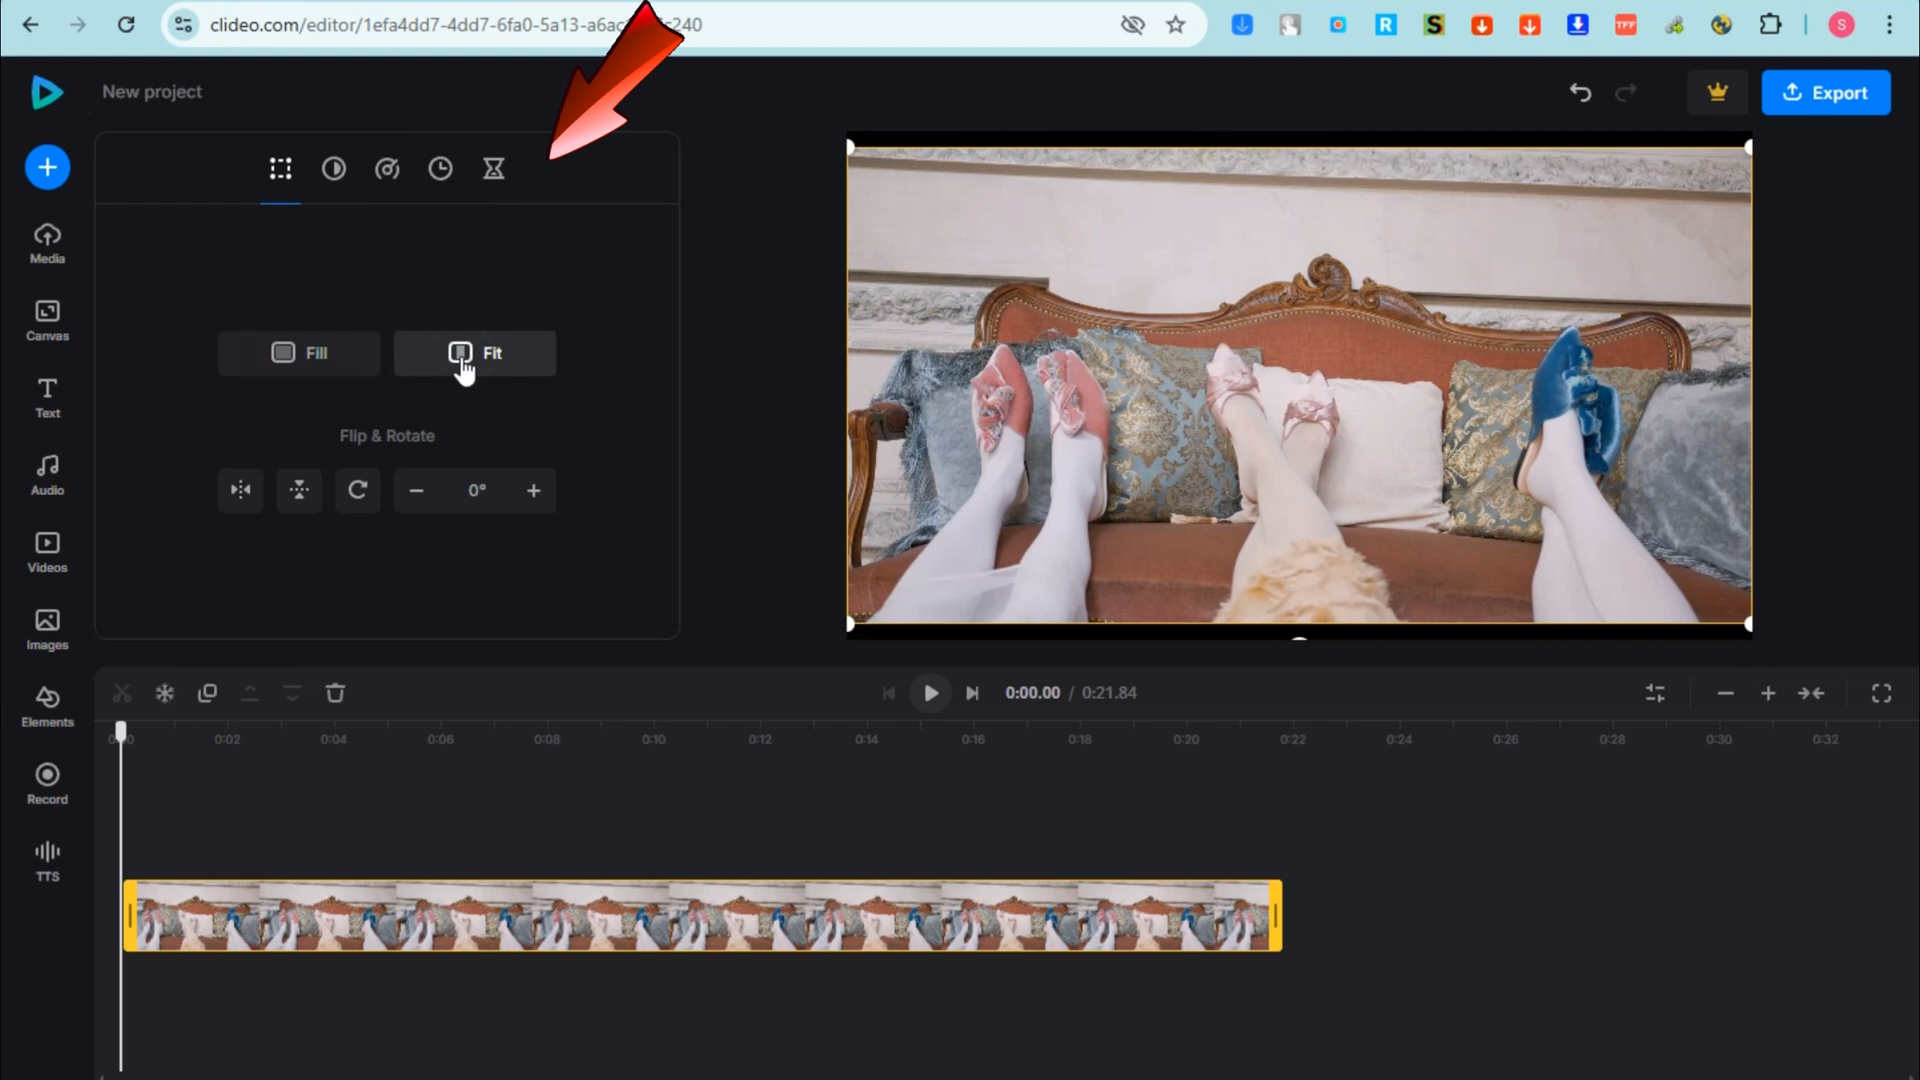 clideo.com/editor/1efa4dd7-4dd7-6fa0-5a13-a6ac
240
R
S
TFF
S
New project
Export
Media
Canvas
Text
Audio
Videos
Images
Elements
Record
TTS
Fill
Fit
Flip & Rotate
0°
0:00.00 / 0:21.84
0:02
0:04
0:06
0:08
0:10
0:12
0:14
0:16
0:18
0:20
0:22
0:24
0:26
0:28
0:30
0:32